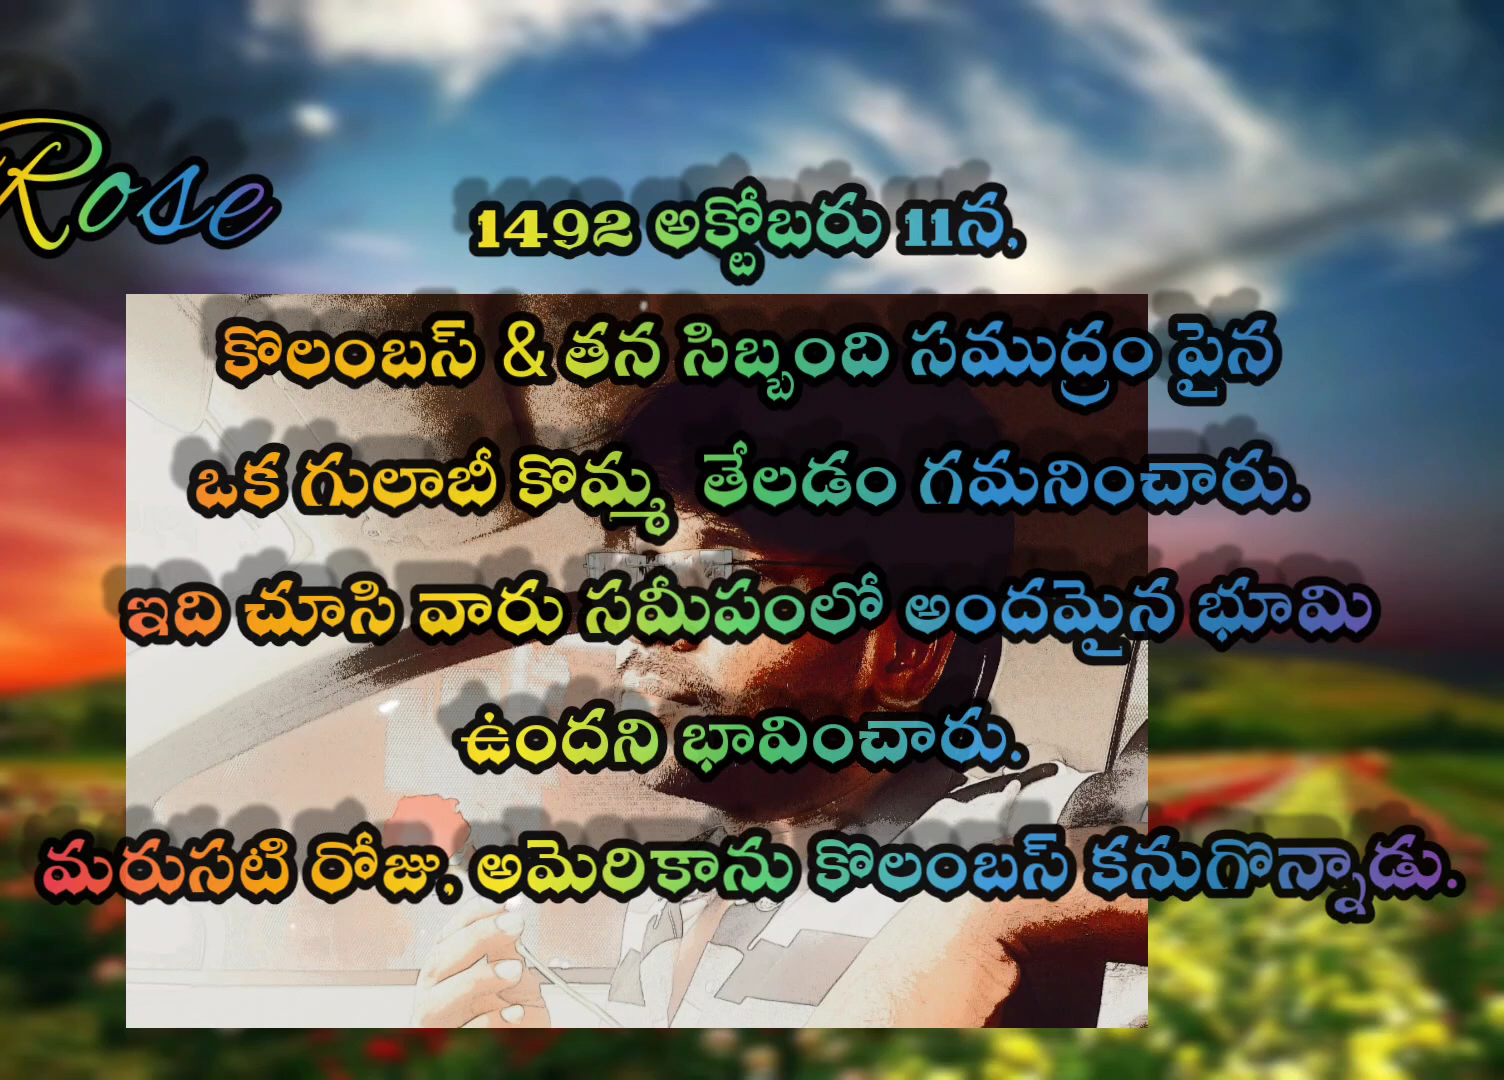 Rose
1492 అక్టోబరు 11న,
కొలంబస్ & తన సిబ్బంది సముద్రం పైన
ఒక గులాబీ కొమ్మ తేలడం గమనించారు.
ఇది చూసి వారు సమీపంలో అందమైన భూమి
ఉందని భావించారు.
మరుసటి రోజు, అమెరికాను కొలంబస్ కనుగొన్నాడు.